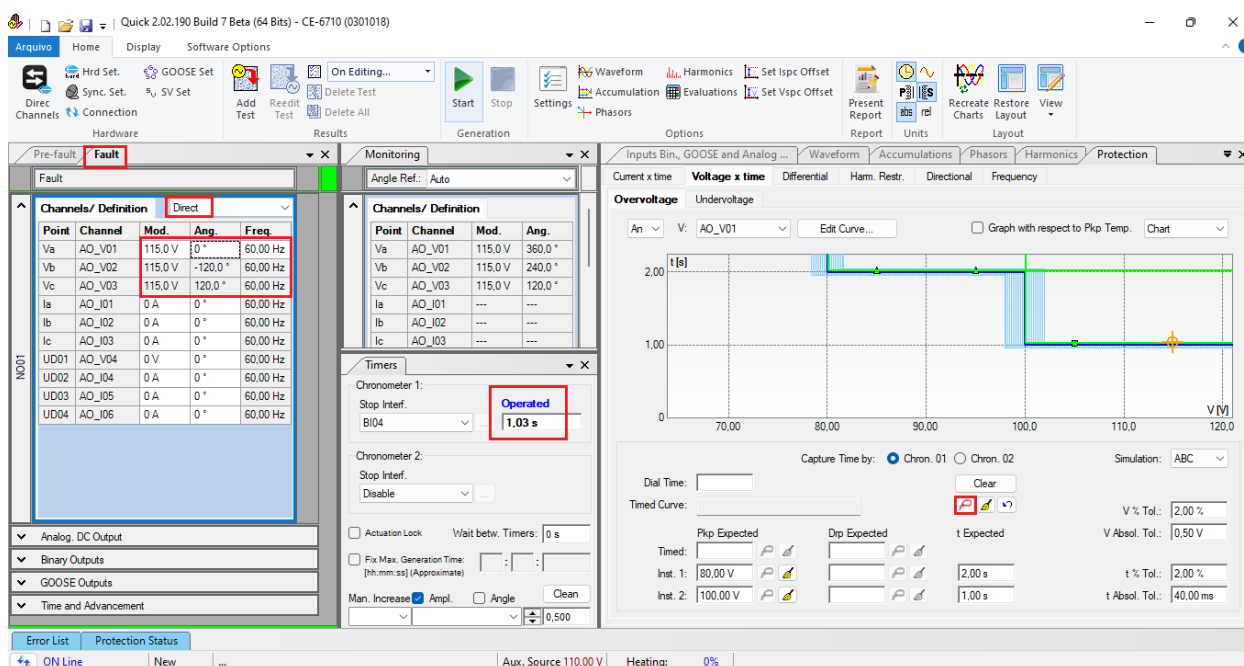 Quick 2.02.190 Build 7 Beta (64 Bits) - CE-6710 (0301018)
Arquivo Home Display Software Options
Direc Channels
Hrd Set.
Sync. Set.
Connection
GOOSE Set
SV Set
Hardware
Add Test
Reedit Test
On Editing...
Delete Test
Delete All
Results
Start
Stop
Generation
Settings
Waveform
Accumulation
Phasors
Harmonics
Evaluations
Set Ispc Offset
Set Vspc Offset
Options
Present Report
Report
abs rel
Units
Recreate Charts
Restore Layout
View
Layout
Pre-fault Fault
Fault
NO01
Channels/ Definition Direct
Point Channel Mod. Ang. Freq.
Va AO_V01 115,0 V 0 ° 60,00 Hz
Vb AO_V02 115,0 V -120,0 ° 60,00 Hz
Vc AO_V03 115,0 V 120,0 ° 60,00 Hz
Ia AO_I01 0 A 0 ° 60,00 Hz
Ib AO_I02 0 A 0 ° 60,00 Hz
Ic AO_I03 0 A 0 ° 60,00 Hz
UD01 AO_V04 0 V 0 ° 60,00 Hz
UD02 AO_I04 0 A 0 ° 60,00 Hz
UD03 AO_I05 0 A 0 ° 60,00 Hz
UD04 AO_I06 0 A 0 ° 60,00 Hz
Analog. DC Output
Binary Outputs
GOOSE Outputs
Time and Advancement
Monitoring
Angle Ref.: Auto
Channels/ Definition
Point Channel Mod. Ang.
Va AO_V01 115,0 V 360,0 °
Vb AO_V02 115,0 V 240,0 °
Vc AO_V03 115,0 V 120,0 °
Ia AO_I01 --- ---
Ib AO_I02 --- ---
Ic AO_I03 --- ---
Timers
Chronometer 1:
Stop Interf. Operated
BI04 ... 1,03 s
Chronometer 2:
Stop Interf.
Disable ...
Actuation Lock Wait betw. Timers: 0 s
Fix Max. Generation Time: : :
[hh:mm:ss] (Approximate)
Man. Increase Ampl. Angle Clean
0,500
Inputs Bin., GOOSE and Analog ... Waveform Accumulations Phasors Harmonics Protection
Current x time Voltage x time Differential Harm. Restr. Directional Frequency
Overvoltage Undervoltage
An V: AO_V01 Edit Curve... Graph with respect to Pkp Temp. Chart
t [s]
2,00
1,00
0
V [V]
70,00 80,00 90,00 100,0 110,0 120,0
Capture Time by: Chron. 01 Chron. 02 Simulation: ABC
Dial Time: Clear
Timed Curve: V % Tol.: 2,00 %
Pkp Expected Drp Expected t Expected V Absol. Tol.: 0,50 V
Timed:
Inst. 1: 80,00 V 2,00 s t % Tol.: 2,00 %
Inst. 2: 100,00 V 1,00 s t Absol. Tol.: 40,00 ms
Error List Protection Status
ON Line New ... Aux. Source 110.00 V Heating: 0%